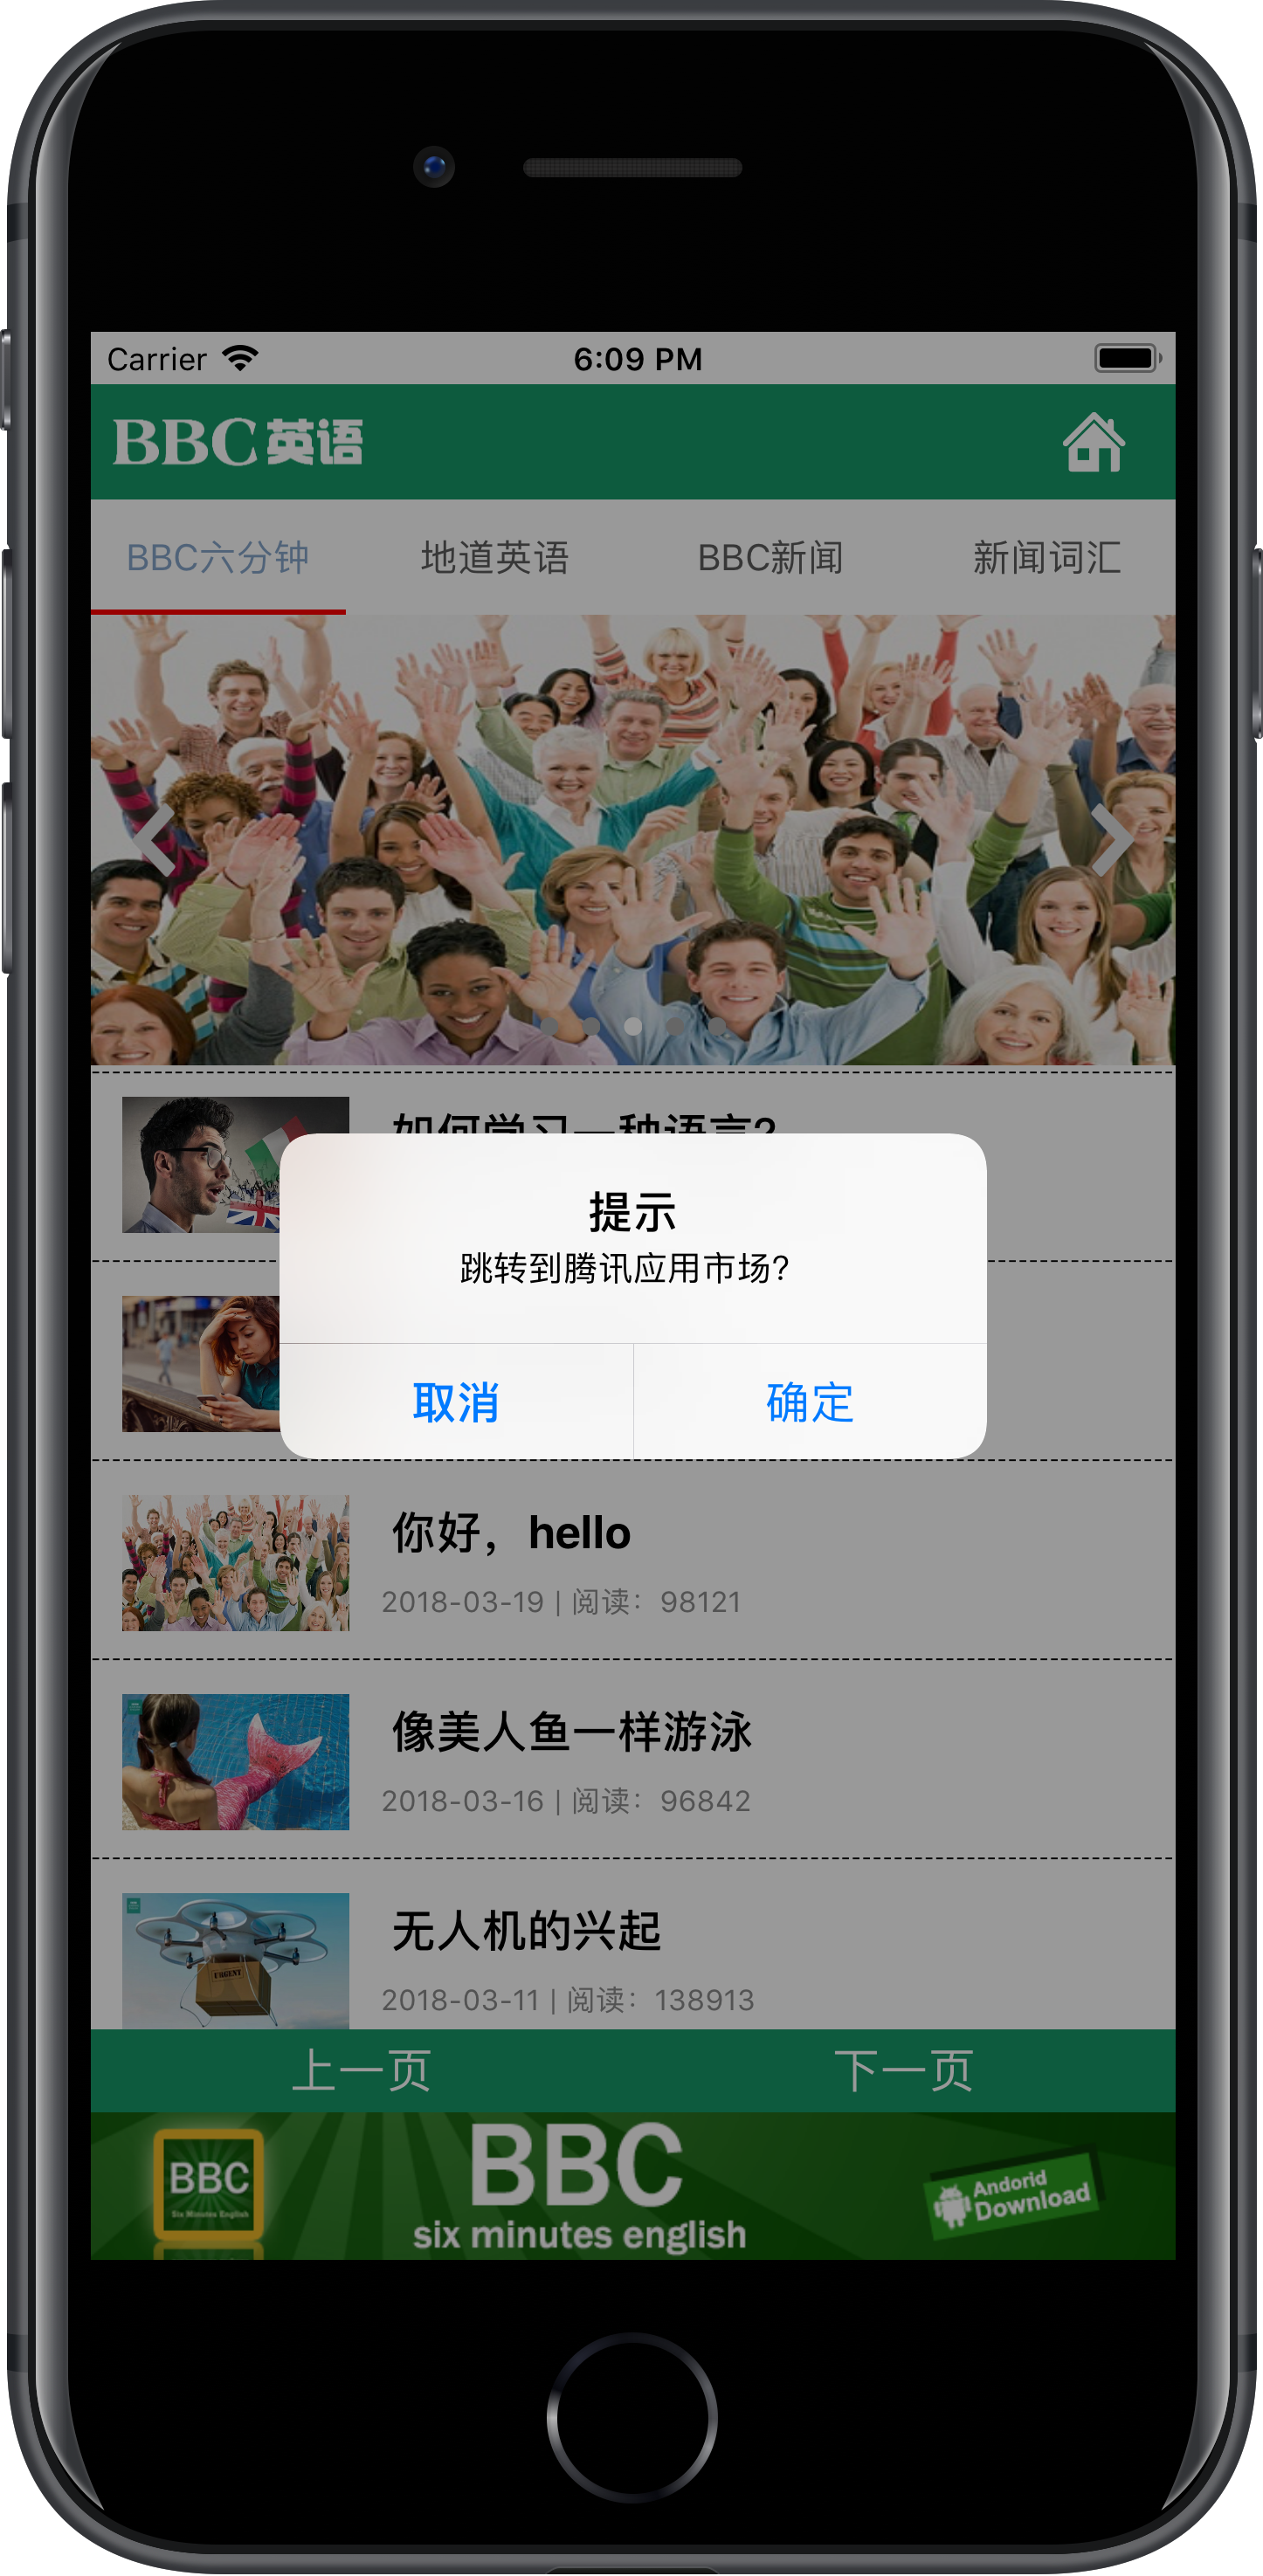 Carrier 6:09 PM
BBC英语
BBC六分钟 地道英语 BBC新闻 新闻词汇
如何学习一种语言?
提示
跳转到腾讯应用市场?
取消 确定
你好，hello
2018-03-19 | 阅读：98121
像美人鱼一样游泳
2018-03-16 | 阅读：96842
URGENT
无人机的兴起
2018-03-11 | 阅读：138913
上一页 下一页
BBC
Six Minutes English
BBC
six minutes english
Andorid
Download